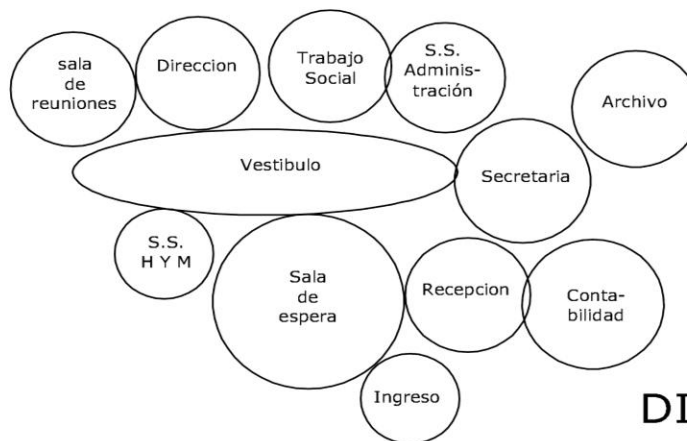 sala
de
reuniones
Direccion
Trabajo
Social
S.S.
Adminis-
tración
Archivo
Vestibulo
Secretaria
S.S.
H Y M
Sala
de
espera
Recepcion
Conta-
bilidad
Ingreso
DI